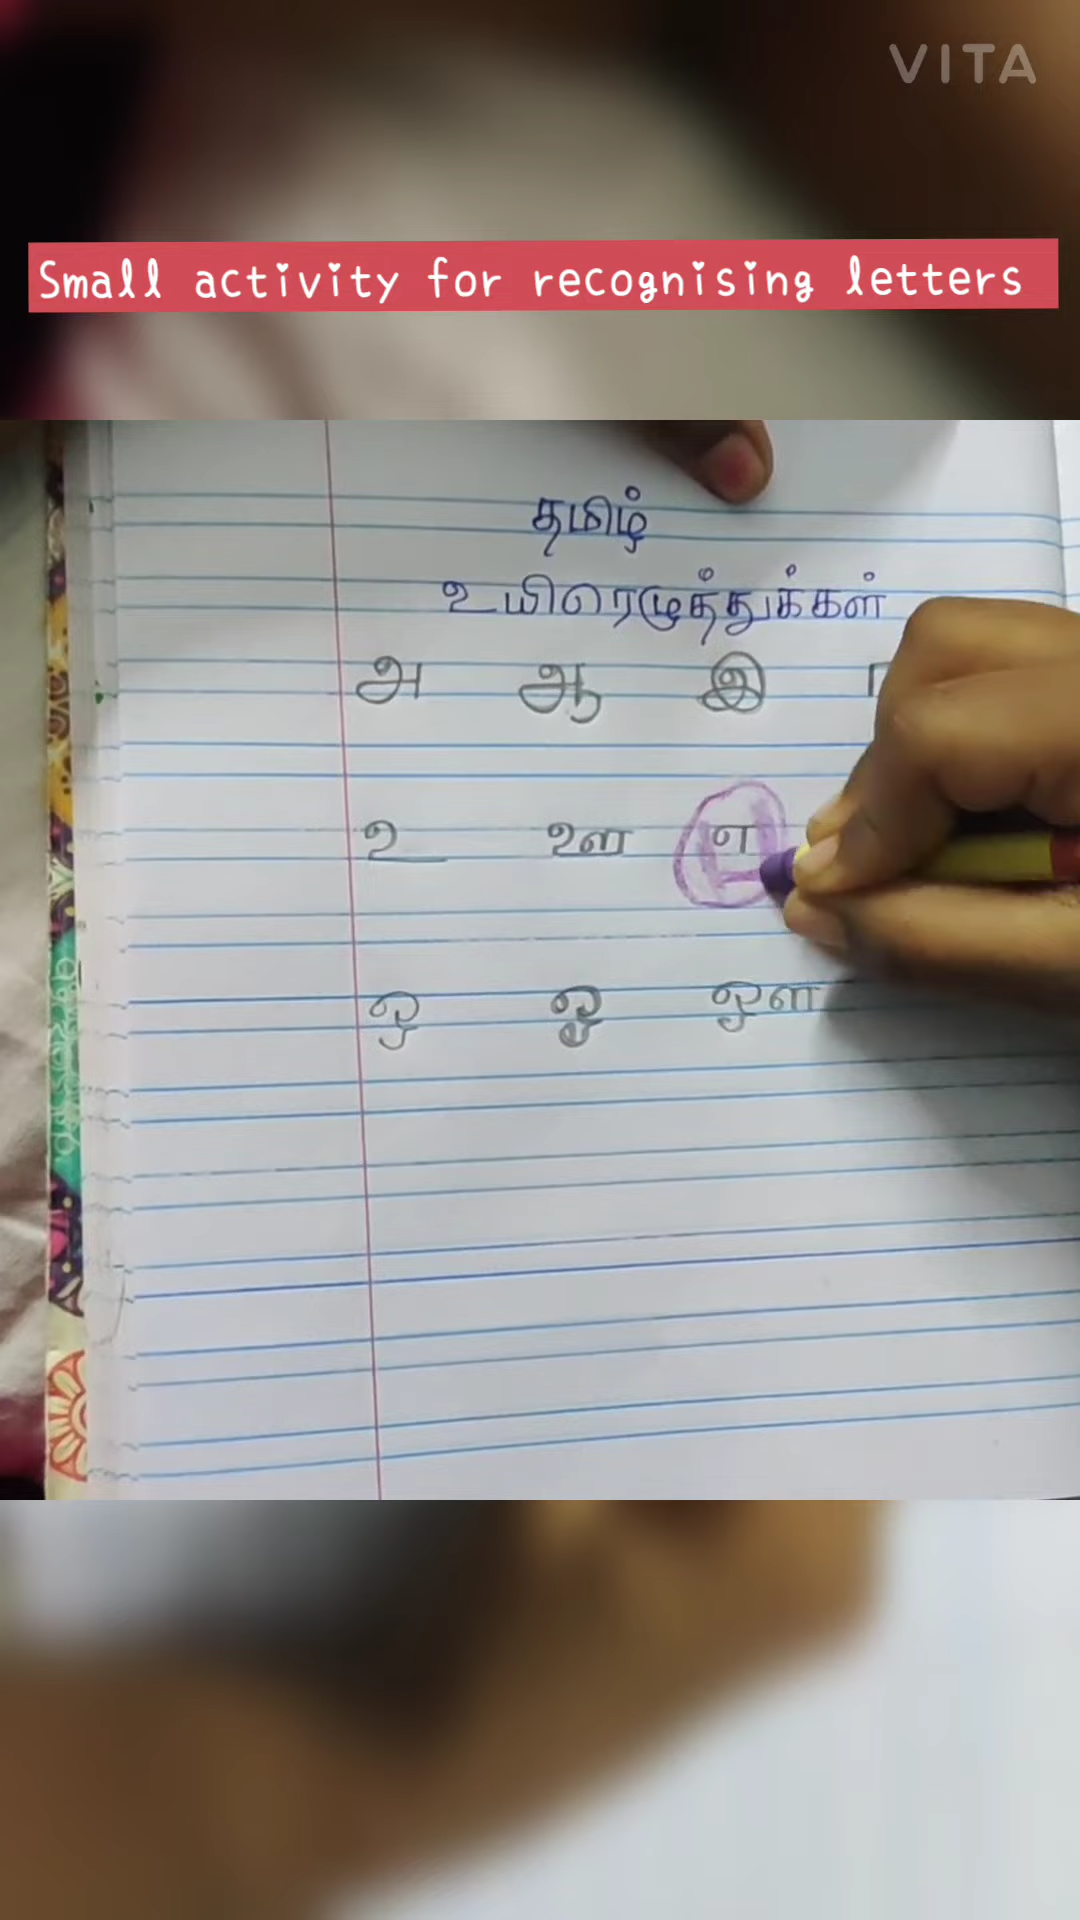 VITA
Small activity for recognising letters
தமிழ்
உயிரெழுத்துக்கள்
அ ஆ இ
உ ஊ எ
ஒ ஓ ஔ